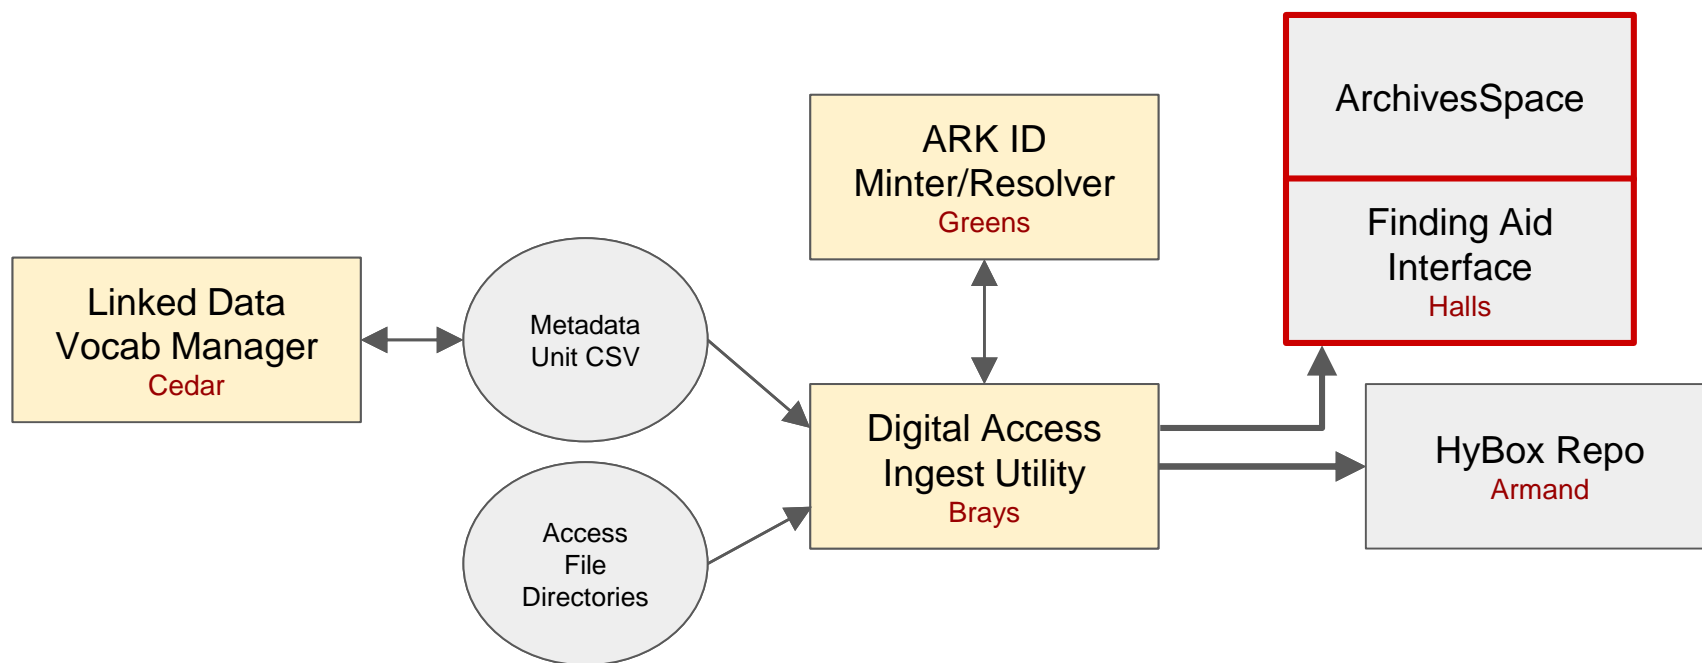 Linked Data
Vocab Manager
Cedar
Metadata
Unit CSV
Access
File
Directories
ARK ID
Minter/Resolver
Greens
Digital Access
Ingest Utility
Brays
ArchivesSpace
Finding Aid
Interface
Halls
HyBox Repo
Armand